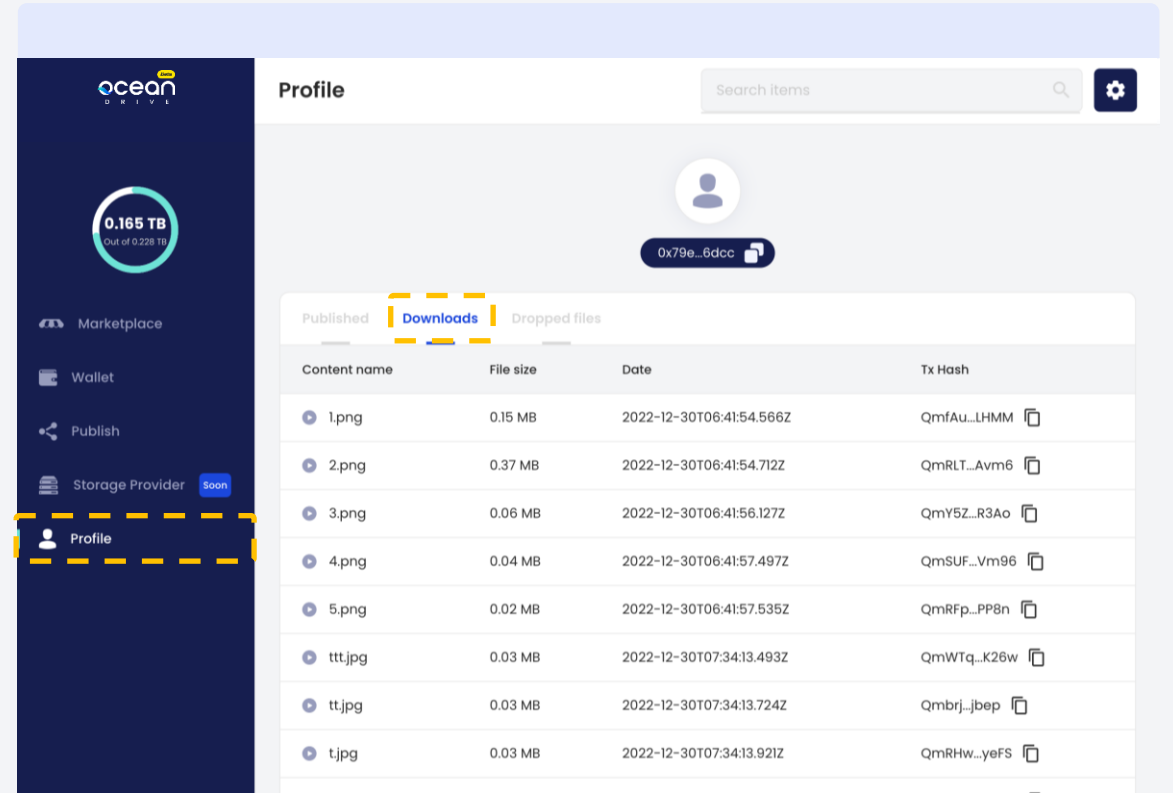 Beta
ocean
DRIVE
Profile
Search items
0.165 TB
Out of 0.228 TB
0x79e...6dcc
Marketplace
Wallet
Publish
Storage Provider Soon
Profile
Published Downloads Dropped files
Content name File size Date Tx Hash
1.png 0.15 MB 2022-12-30T06:41:54.566Z QmfAu...LHMM
2.png 0.37 MB 2022-12-30T06:41:54.712Z QmRLT...Avm6
3.png 0.06 MB 2022-12-30T06:41:56.127Z QmY5Z...R3Ao
4.png 0.04 MB 2022-12-30T06:41:57.497Z QmSUF...Vm96
5.png 0.02 MB 2022-12-30T06:41:57.535Z QmRFp...PP8n
ttt.jpg 0.03 MB 2022-12-30T07:34:13.493Z QmWTq...K26w
tt.jpg 0.03 MB 2022-12-30T07:34:13.724Z Qmbrj...jbep
t.jpg 0.03 MB 2022-12-30T07:34:13.921Z QmRHw...yeFS